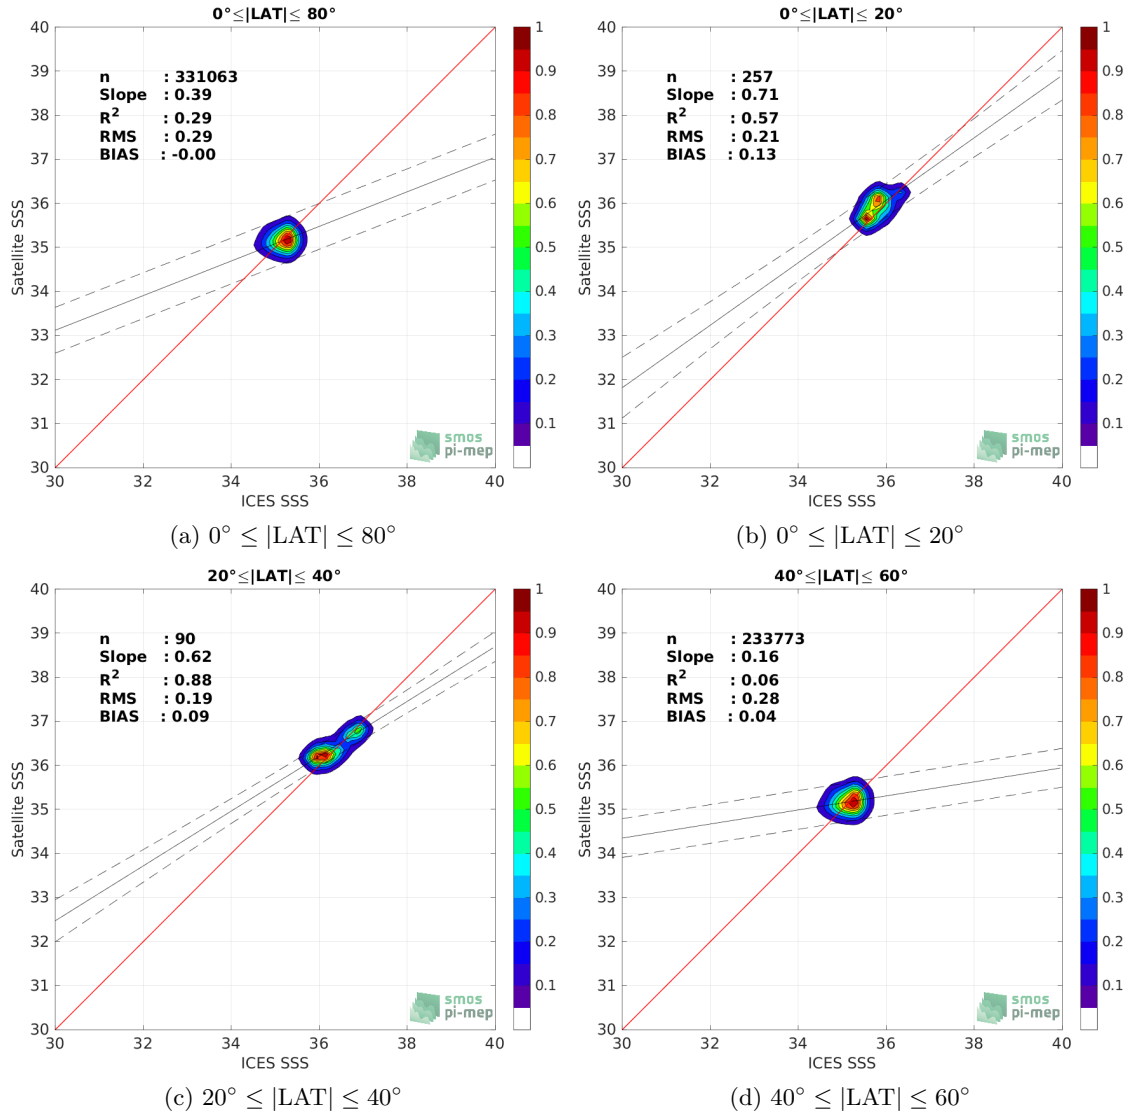 0°≤|LAT|≤ 80°
n : 331063
Slope : 0.39
R² : 0.29
RMS : 0.29
BIAS : -0.00
40
39
38
37
36
35
34
33
32
31
30
Satellite SSS
30 32 34 36 38 40
ICES SSS
1
0.9
0.8
0.7
0.6
0.5
0.4
0.3
0.2
0.1
smos
pi-mep
(a) 0° ≤ |LAT| ≤ 80°
0°≤|LAT|≤ 20°
n : 257
Slope : 0.71
R² : 0.57
RMS : 0.21
BIAS : 0.13
40
39
38
37
36
35
34
33
32
31
30
Satellite SSS
30 32 34 36 38 40
ICES SSS
1
0.9
0.8
0.7
0.6
0.5
0.4
0.3
0.2
0.1
smos
pi-mep
(b) 0° ≤ |LAT| ≤ 20°
20°≤|LAT|≤ 40°
n : 90
Slope : 0.62
R² : 0.88
RMS : 0.19
BIAS : 0.09
40
39
38
37
36
35
34
33
32
31
30
Satellite SSS
30 32 34 36 38 40
ICES SSS
1
0.9
0.8
0.7
0.6
0.5
0.4
0.3
0.2
0.1
smos
pi-mep
(c) 20° ≤ |LAT| ≤ 40°
40°≤|LAT|≤ 60°
n : 233773
Slope : 0.16
R² : 0.06
RMS : 0.28
BIAS : 0.04
40
39
38
37
36
35
34
33
32
31
30
Satellite SSS
30 32 34 36 38 40
ICES SSS
1
0.9
0.8
0.7
0.6
0.5
0.4
0.3
0.2
0.1
smos
pi-mep
(d) 40° ≤ |LAT| ≤ 60°